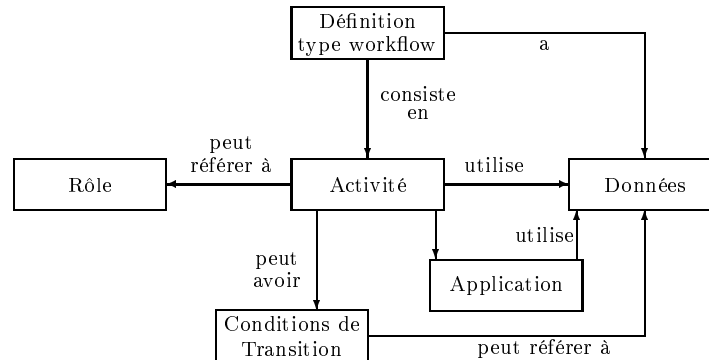 Définition
type workflow
a
consiste
en
peut
référer à
Rôle
Activité
utilise
Données
utilise
peut
avoir
Application
Conditions de
Transition
peut référer à